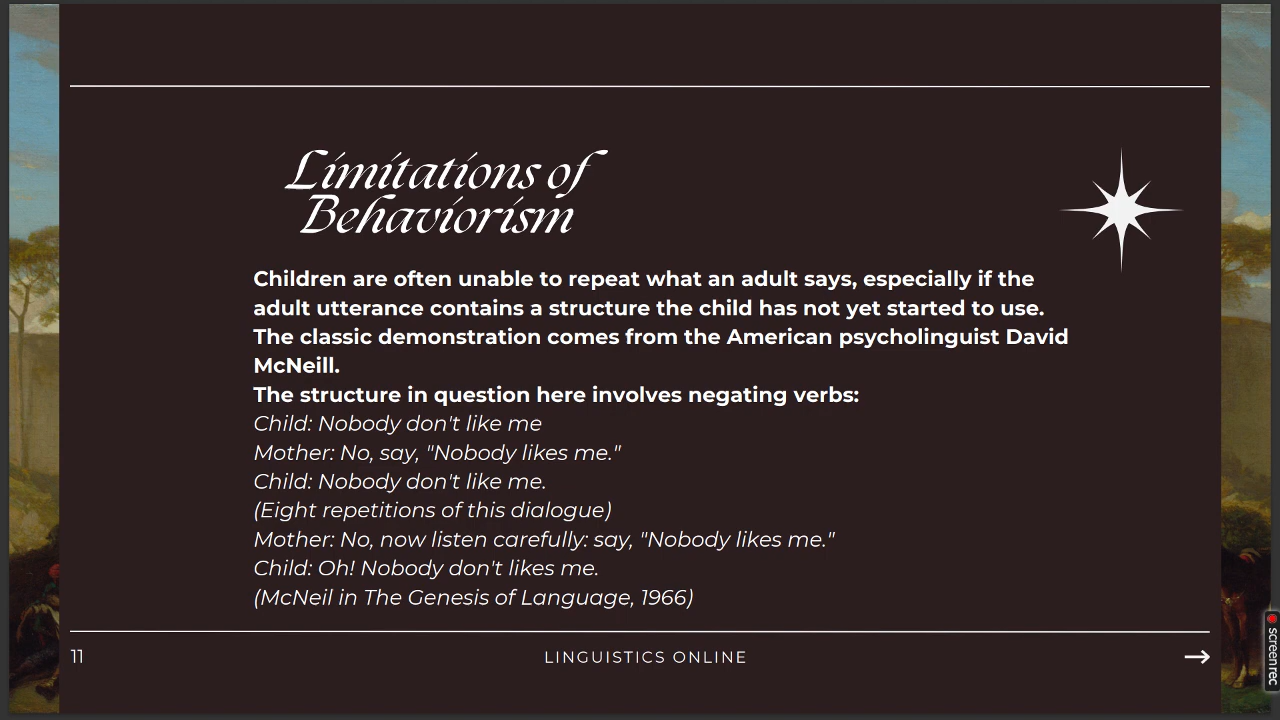 Limitations of
Behaviorism
Children are often unable to repeat what an adult says, especially if the
adult utterance contains a structure the child has not yet started to use.
The classic demonstration comes from the American psycholinguist David
McNeill.
The structure in question here involves negating verbs:
Child: Nobody don't like me
Mother: No, say, "Nobody likes me."
Child: Nobody don't like me.
(Eight repetitions of this dialogue)
Mother: No, now listen carefully: say, "Nobody likes me."
Child: Oh! Nobody don't likes me.
(McNeil in The Genesis of Language, 1966)
11
LINGUISTICS ONLINE
screenrec